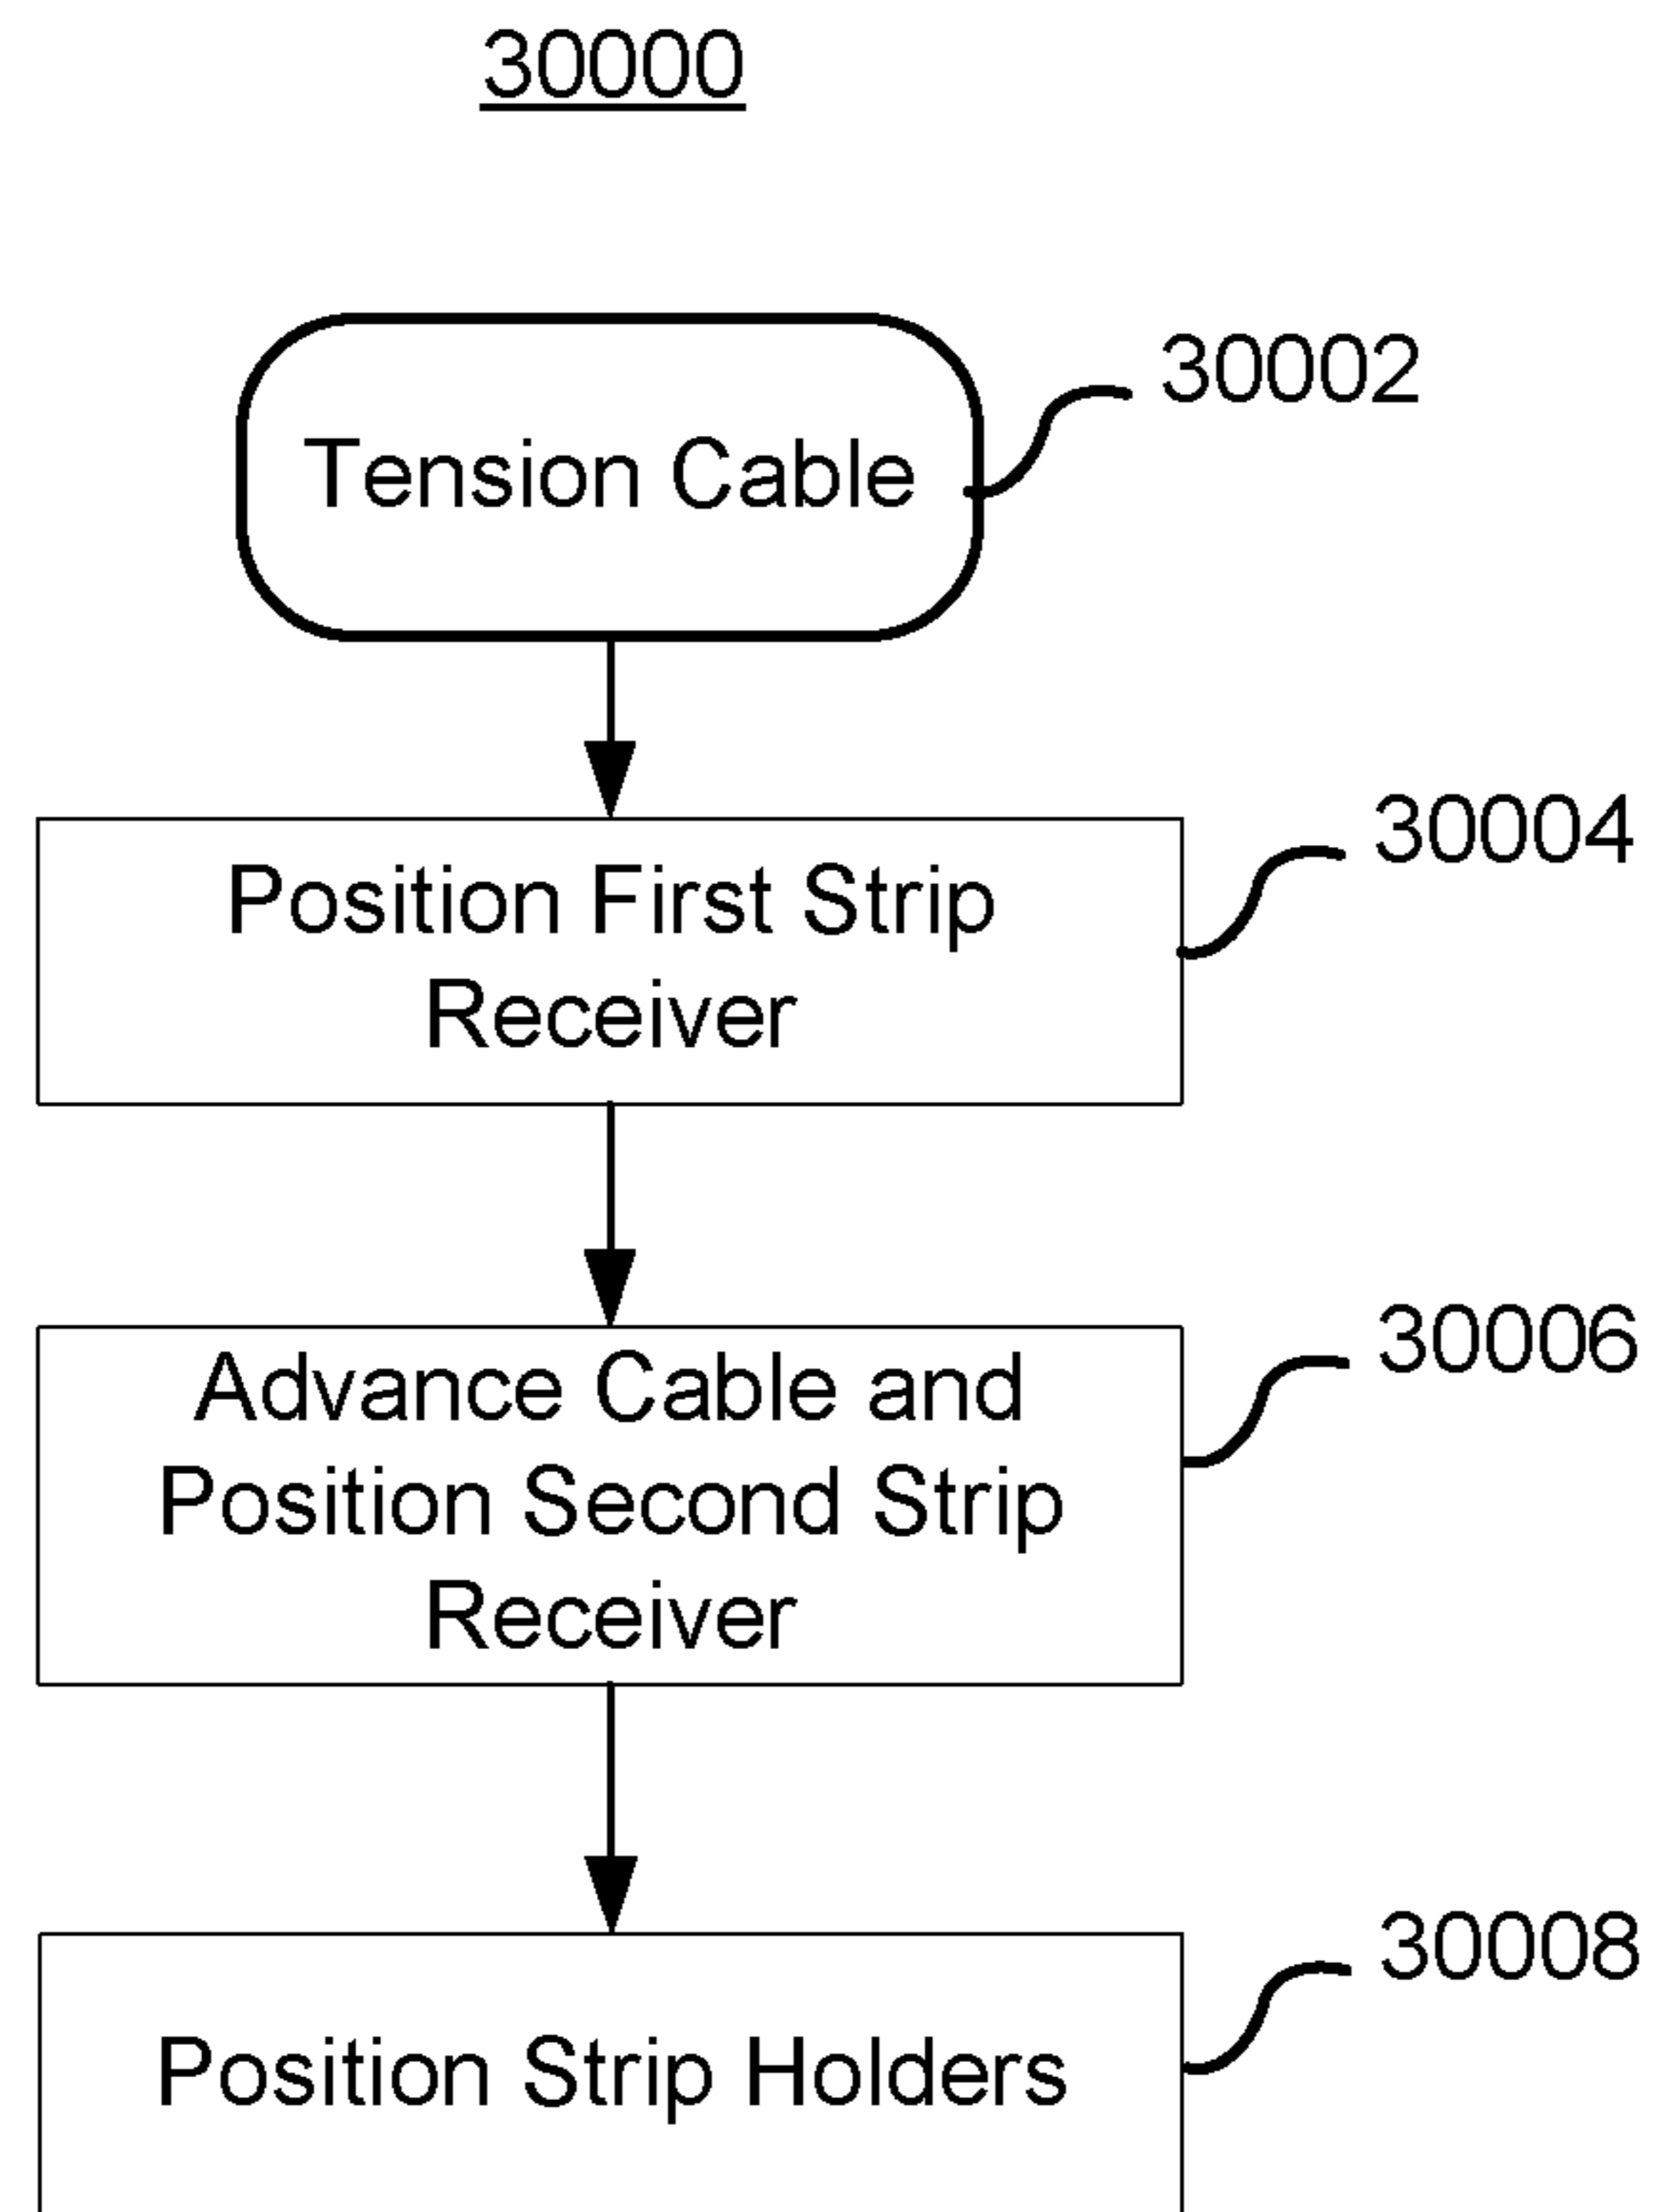 30000
Tension Cable
30002
Position First Strip
Receiver
30004
Advance Cable and
Position Second Strip
Receiver
30006
Position Strip Holders
30008